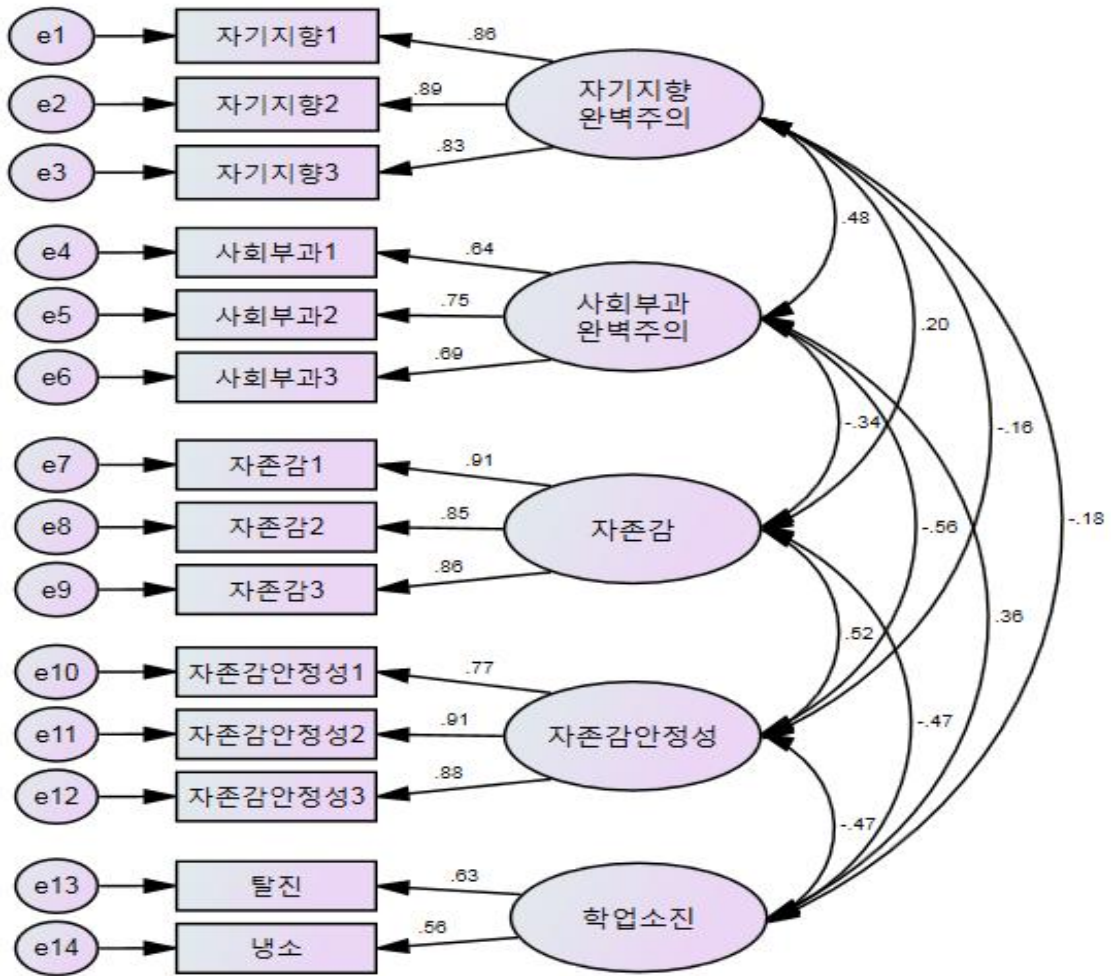 e1
자기지향1
.86
e2
자기지향2
.89
자기지향
완벽주의
e3
자기지향3
.83
.48
e4
사회부과1
.64
e5
사회부과2
.75
사회부과
완벽주의
.20
e6
사회부과3
.69
-.34
-.16
e7
자존감1
.91
e8
자존감2
.85
자존감
-.56
-.18
e9
자존감3
.86
.52
.36
e10
자존감안정성1
.77
e11
자존감안정성2
.91
자존감안정성
-.47
e12
자존감안정성3
.88
-.47
e13
탈진
.63
학업소진
e14
냉소
.56